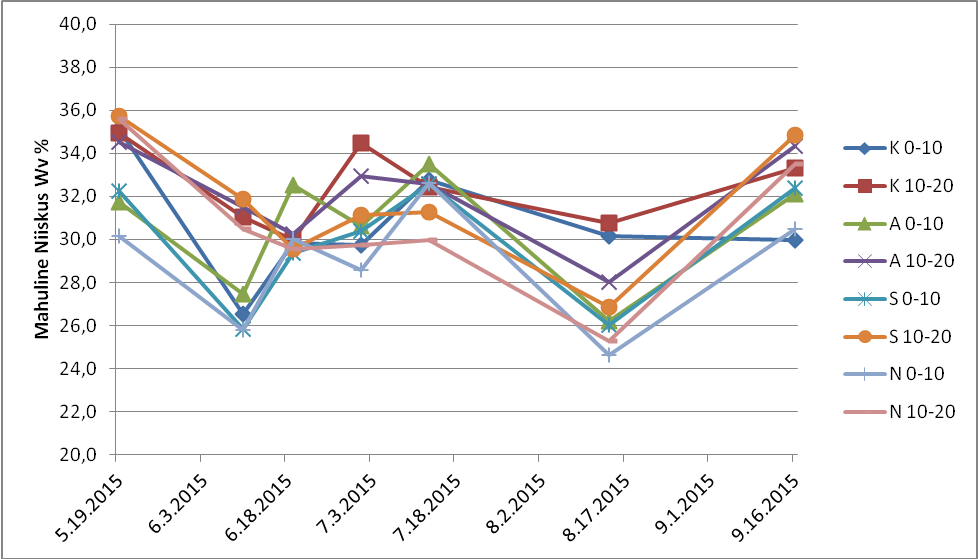 40,0
38,0
36,0
34,0
32,0
30,0
28,0
26,0
24,0
22,0
20,0
Mahuline Niiskus Wv %
5.19.2015
6.3.2015
6.18.2015
7.3.2015
7.18.2015
8.2.2015
8.17.2015
9.1.2015
9.16.2015
K 0-10
K 10-20
A 0-10
A 10-20
S 0-10
S 10-20
N 0-10
N 10-20